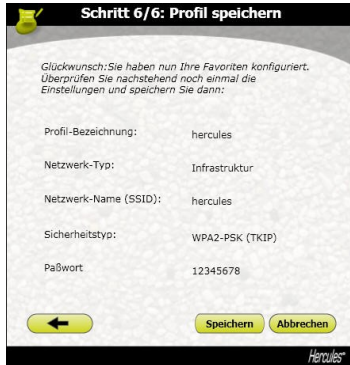 Schritt 6/6: Profil speichern
Glückwunsch:Sie haben nun Ihre Favoriten konfiguriert.
Überprüfen Sie nachstehend noch einmal die
Einstellungen und speichern Sie dann:
Profil-Bezeichnung: hercules
Netzwerk-Typ: Infrastruktur
Netzwerk-Name (SSID): hercules
Sicherheitstyp: WPA2-PSK (TKIP)
Paßwort 12345678
Speichern Abbrechen
Hercules